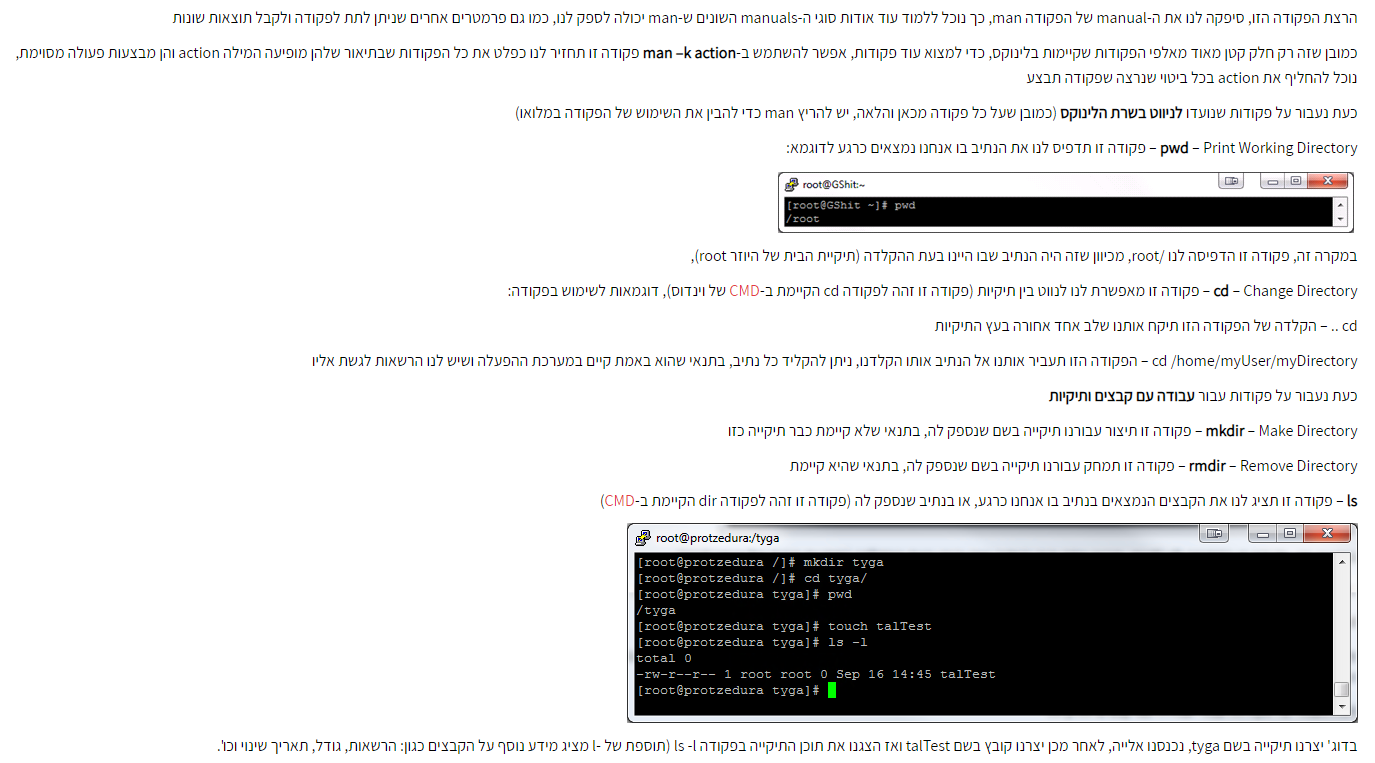 הרצת הפקודה הזו, סיפקה לנו את ה-manual של הפקודה man, כך נוכל ללמוד עוד אודות סוגי ה-manuals השונים ש-man יכולה לספק לנו, כמו גם פרמטרים אחרים שניתן לתת לפקודה ולקבל תוצאות שונות
כמובן שזה רק חלק קטן מאוד מאלפי הפקודות שקיימות בלינוקס, כדי למצוא עוד פקודות, אפשר להשתמש ב-man –k action פקודה זו תחזיר לנו כפלט את כל הפקודות שבתיאור שלהן מופיעה המילה action והן מבצעות פעולה מסוימת,
נוכל להחליף את action בכל ביטוי שנרצה שפקודה תבצע
כעת נעבור על פקודות שנועדו לניווט בשרת הלינוקס (כמובן שעל כל פקודה מכאן והלאה, יש להריץ man כדי להבין את השימוש של הפקודה במלואו)
pwd – Print Working Directory – פקודה זו תדפיס לנו את הנתיב בו אנחנו נמצאים כרגע לדוגמא:
root@GShit:~
[root@GShit ~]# pwd
/root
במקרה זה, פקודה זו הדפיסה לנו /root, מכיוון שזה היה הנתיב שבו היינו בעת ההקלדה (תיקיית הבית של היוזר root),
cd – Change Directory – פקודה זו מאפשרת לנו לנווט בין תיקיות (פקודה זו זהה לפקודה cd הקיימת ב-CMD של וינדוס), דוגמאות לשימוש בפקודה:
cd .. – הקלדה של הפקודה הזו תיקח אותנו שלב אחד אחורה בעץ התיקיות
cd /home/myUser/myDirectory – הפקודה הזו תעביר אותנו אל הנתיב אותו הקלדנו, ניתן להקליד כל נתיב, בתנאי שהוא באמת קיים במערכת ההפעלה ושיש לנו הרשאות לגשת אליו
כעת נעבור על פקודות עבור עבודה עם קבצים ותיקיות
mkdir – Make Directory – פקודה זו תיצור עבורנו תיקייה בשם שנספק לה, בתנאי שלא קיימת כבר תיקייה כזו
rmdir – Remove Directory – פקודה זו תמחק עבורנו תיקייה בשם שנספק לה, בתנאי שהיא קיימת
ls – פקודה זו תציג לנו את הקבצים הנמצאים בנתיב בו אנחנו כרגע, או בנתיב שנספק לה (פקודה זו זהה לפקודה dir הקיימת ב-CMD)
root@protzedura:/tyga
[root@protzedura /]# mkdir tyga
[root@protzedura /]# cd tyga/
[root@protzedura tyga]# pwd
/tyga
[root@protzedura tyga]# touch talTest
[root@protzedura tyga]# ls -l
total 0
-rw-r--r-- 1 root root 0 Sep 16 14:45 talTest
[root@protzedura tyga]#
בדוג' יצרנו תיקייה בשם tyga, נכנסנו אלייה, לאחר מכן יצרנו קובץ בשם talTest ואז הצגנו את תוכן התיקייה בפקודה ls -l (תוספת של -l מציג מידע נוסף על הקבצים כגון: הרשאות, גודל, תאריך שינוי וכו'.